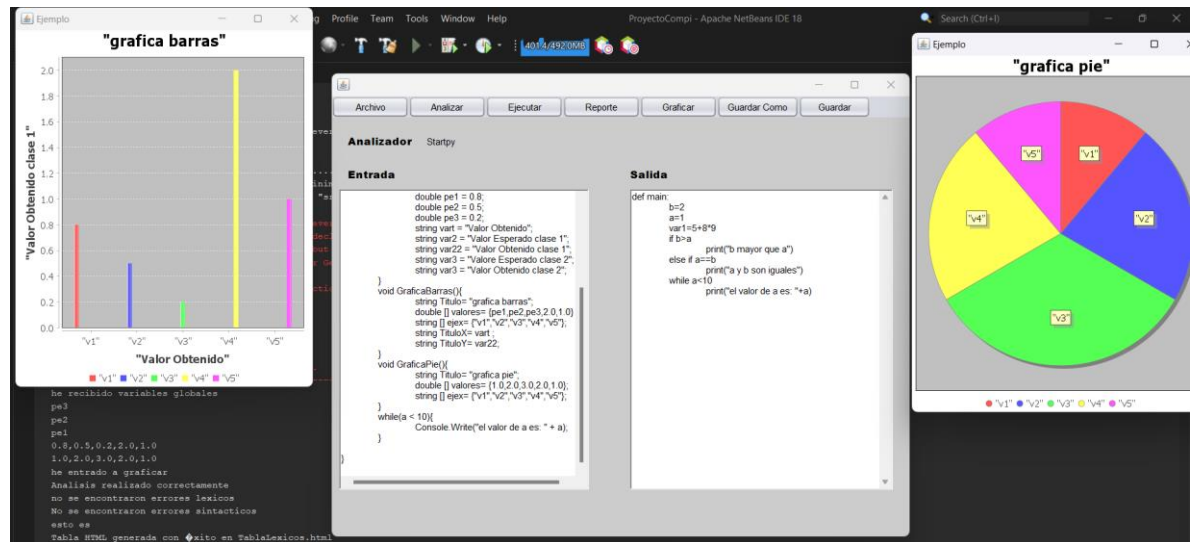 Ejemplo
"grafica barras"
"Valor Obtenido clase 1"
2.0
1.8
1.6
1.4
1.2
1.0
0.8
0.6
0.4
0.2
0.0
"v1" "v2" "v3" "v4" "v5"
"Valor Obtenido"
"v1" "v2" "v3" "v4" "v5"
Profile Team Tools Window Help
ProyectoCompi - Apache NetBeans IDE 18
Search (Ctrl+I)
401.4/492.0MB
Archivo Analizar Ejecutar Reporte Graficar Guardar Como Guardar
Analizador Startpy
Entrada
double pe1 = 0.8;
double pe2 = 0.5;
double pe3 = 0.2;
string vart = "Valor Obtenido";
string var2 = "Valor Esperado clase 1";
string var22 = "Valor Obtenido clase 1";
string var3 = "Valore Esperado clase 2";
string var3 = "Valor Obtenido clase 2";
}
void GraficaBarras(){
string Titulo= "grafica barras";
double [] valores= {pe1,pe2,pe3,2.0,1.0}
string [] ejex= {"v1","v2","v3","v4","v5"};
string TituloX= vart ;
string TituloY= var22;
}
void GraficaPie(){
string Titulo= "grafica pie";
double [] valores= {1.0,2.0,3.0,2.0,1.0};
string [] ejex= {"v1","v2","v3","v4","v5"};
}
while(a < 10){
Console.Write("el valor de a es: " + a);
}
}
Salida
def main:
b=2
a=1
var1=5+8*9
if b>a
print("b mayor que a")
else if a==b
print("a y b son iguales")
while a<10
print("el valor de a es: "+a)
Ejemplo
"grafica pie"
"v5" "v1"
"v4" "v2"
"v3"
"v1" "v2" "v3" "v4" "v5"
he recibido variables globales
pe3
pe2
pe1
0.8,0.5,0.2,2.0,1.0
1.0,2.0,3.0,2.0,1.0
he entrado a graficar
Analisis realizado correctamente
no se encontraron errores lexicos
No se encontraron errores sintacticos
esto es
Tabla HTML generada con �xito en TablaLexicos.html